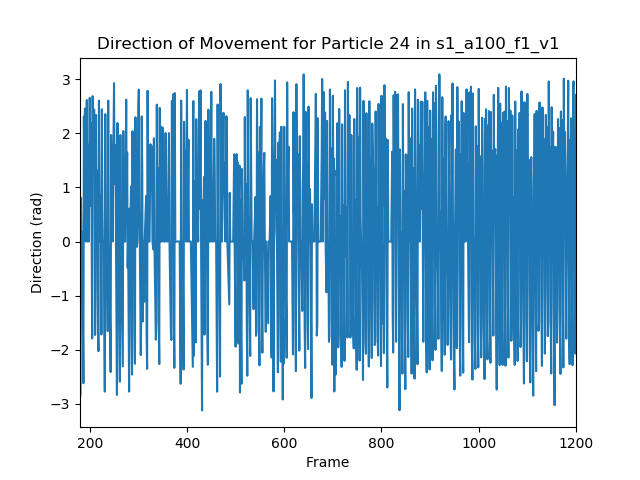 Direction of Movement for Particle 24 in s1_a100_f1_v1
3
2
1
0
−1
−2
−3
Direction (rad)
200 400 600 800 1000 1200
Frame